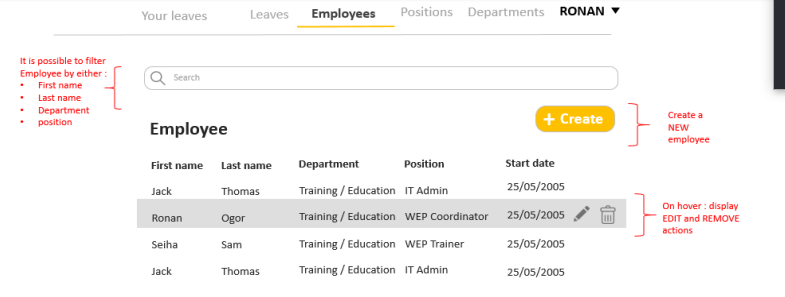 Your leaves Leaves Employees Positions Departments RONAN ▼
It is possible to filter
Employee by either :
• First name
• Last name
• Department
• position
Search
Employee
+ Create
Create a
NEW
employee
First name Last name Department Position Start date
Jack Thomas Training / Education IT Admin 25/05/2005
Ronan Ogor Training / Education WEP Coordinator 25/05/2005
On hover : display
EDIT and REMOVE
actions
Seiha Sam Training / Education WEP Trainer 25/05/2005
Jack Thomas Training / Education IT Admin 25/05/2005